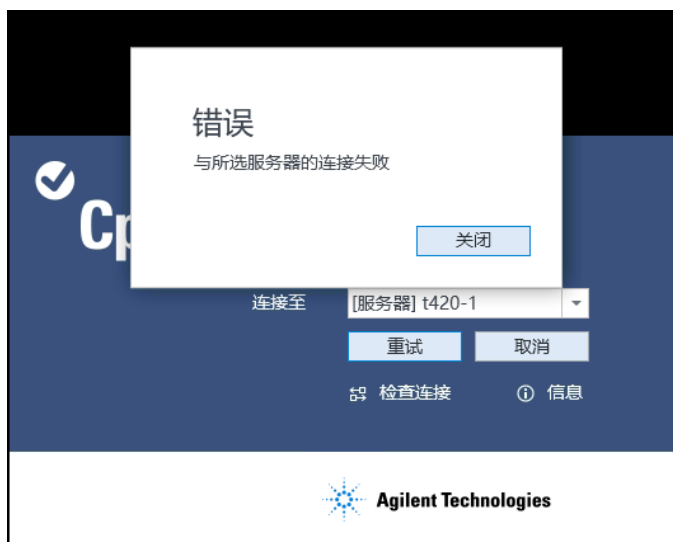 错误
与所选服务器的连接失败
关闭
Cp
连接至
[服务器] t420-1
重试
取消
检查连接
信息
Agilent Technologies